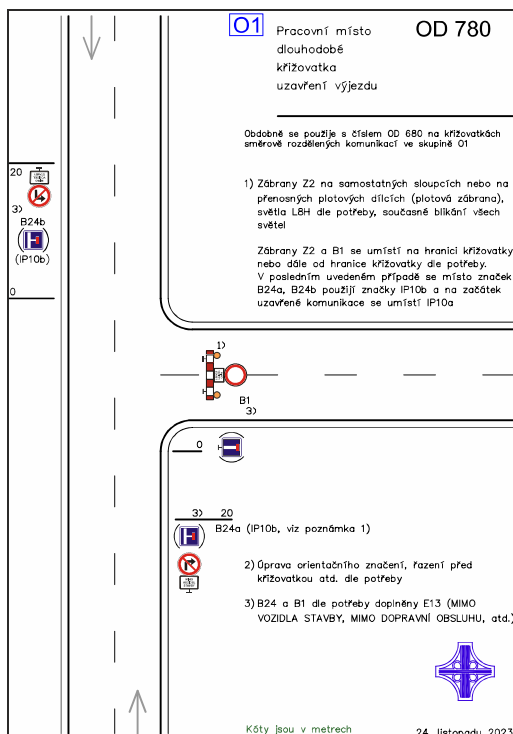 O1
OD 780
Pracovní místo
dlouhodobé
křižovatka
uzavření výjezdu
Obdobně se použije s číslem OD 680 na křižovatkách
směrově rozdělených komunikací ve skupině O1
1) Zábrany Z2 na samostatných sloupcích nebo na
přenosných plotových dílcích (plotová zábrana),
světla L8H dle potřeby, současné blikání všech
světel
Zábrany Z2 a B1 se umístí na hranici křižovatky
nebo dále od hranice křižovatky dle potřeby.
V posledním uvedeném případě se místo značek
B24a, B24b použijí značky IP10b a na začátek
uzavřené komunikace se umístí IP10a
20
3)
B24b
(IP10b)
0
1)
B1
3)
0
3) 20
B24a (IP10b, viz poznámka 1)
2) Úprava orientačního značení, řazení před
křižovatkou atd. dle potřeby
3) B24 a B1 dle potřeby doplněny E13 (MIMO
VOZIDLA STAVBY, MIMO DOPRAVNÍ OBSLUHU, atd.)
Kóty jsou v metrech
24. listopadu 2023